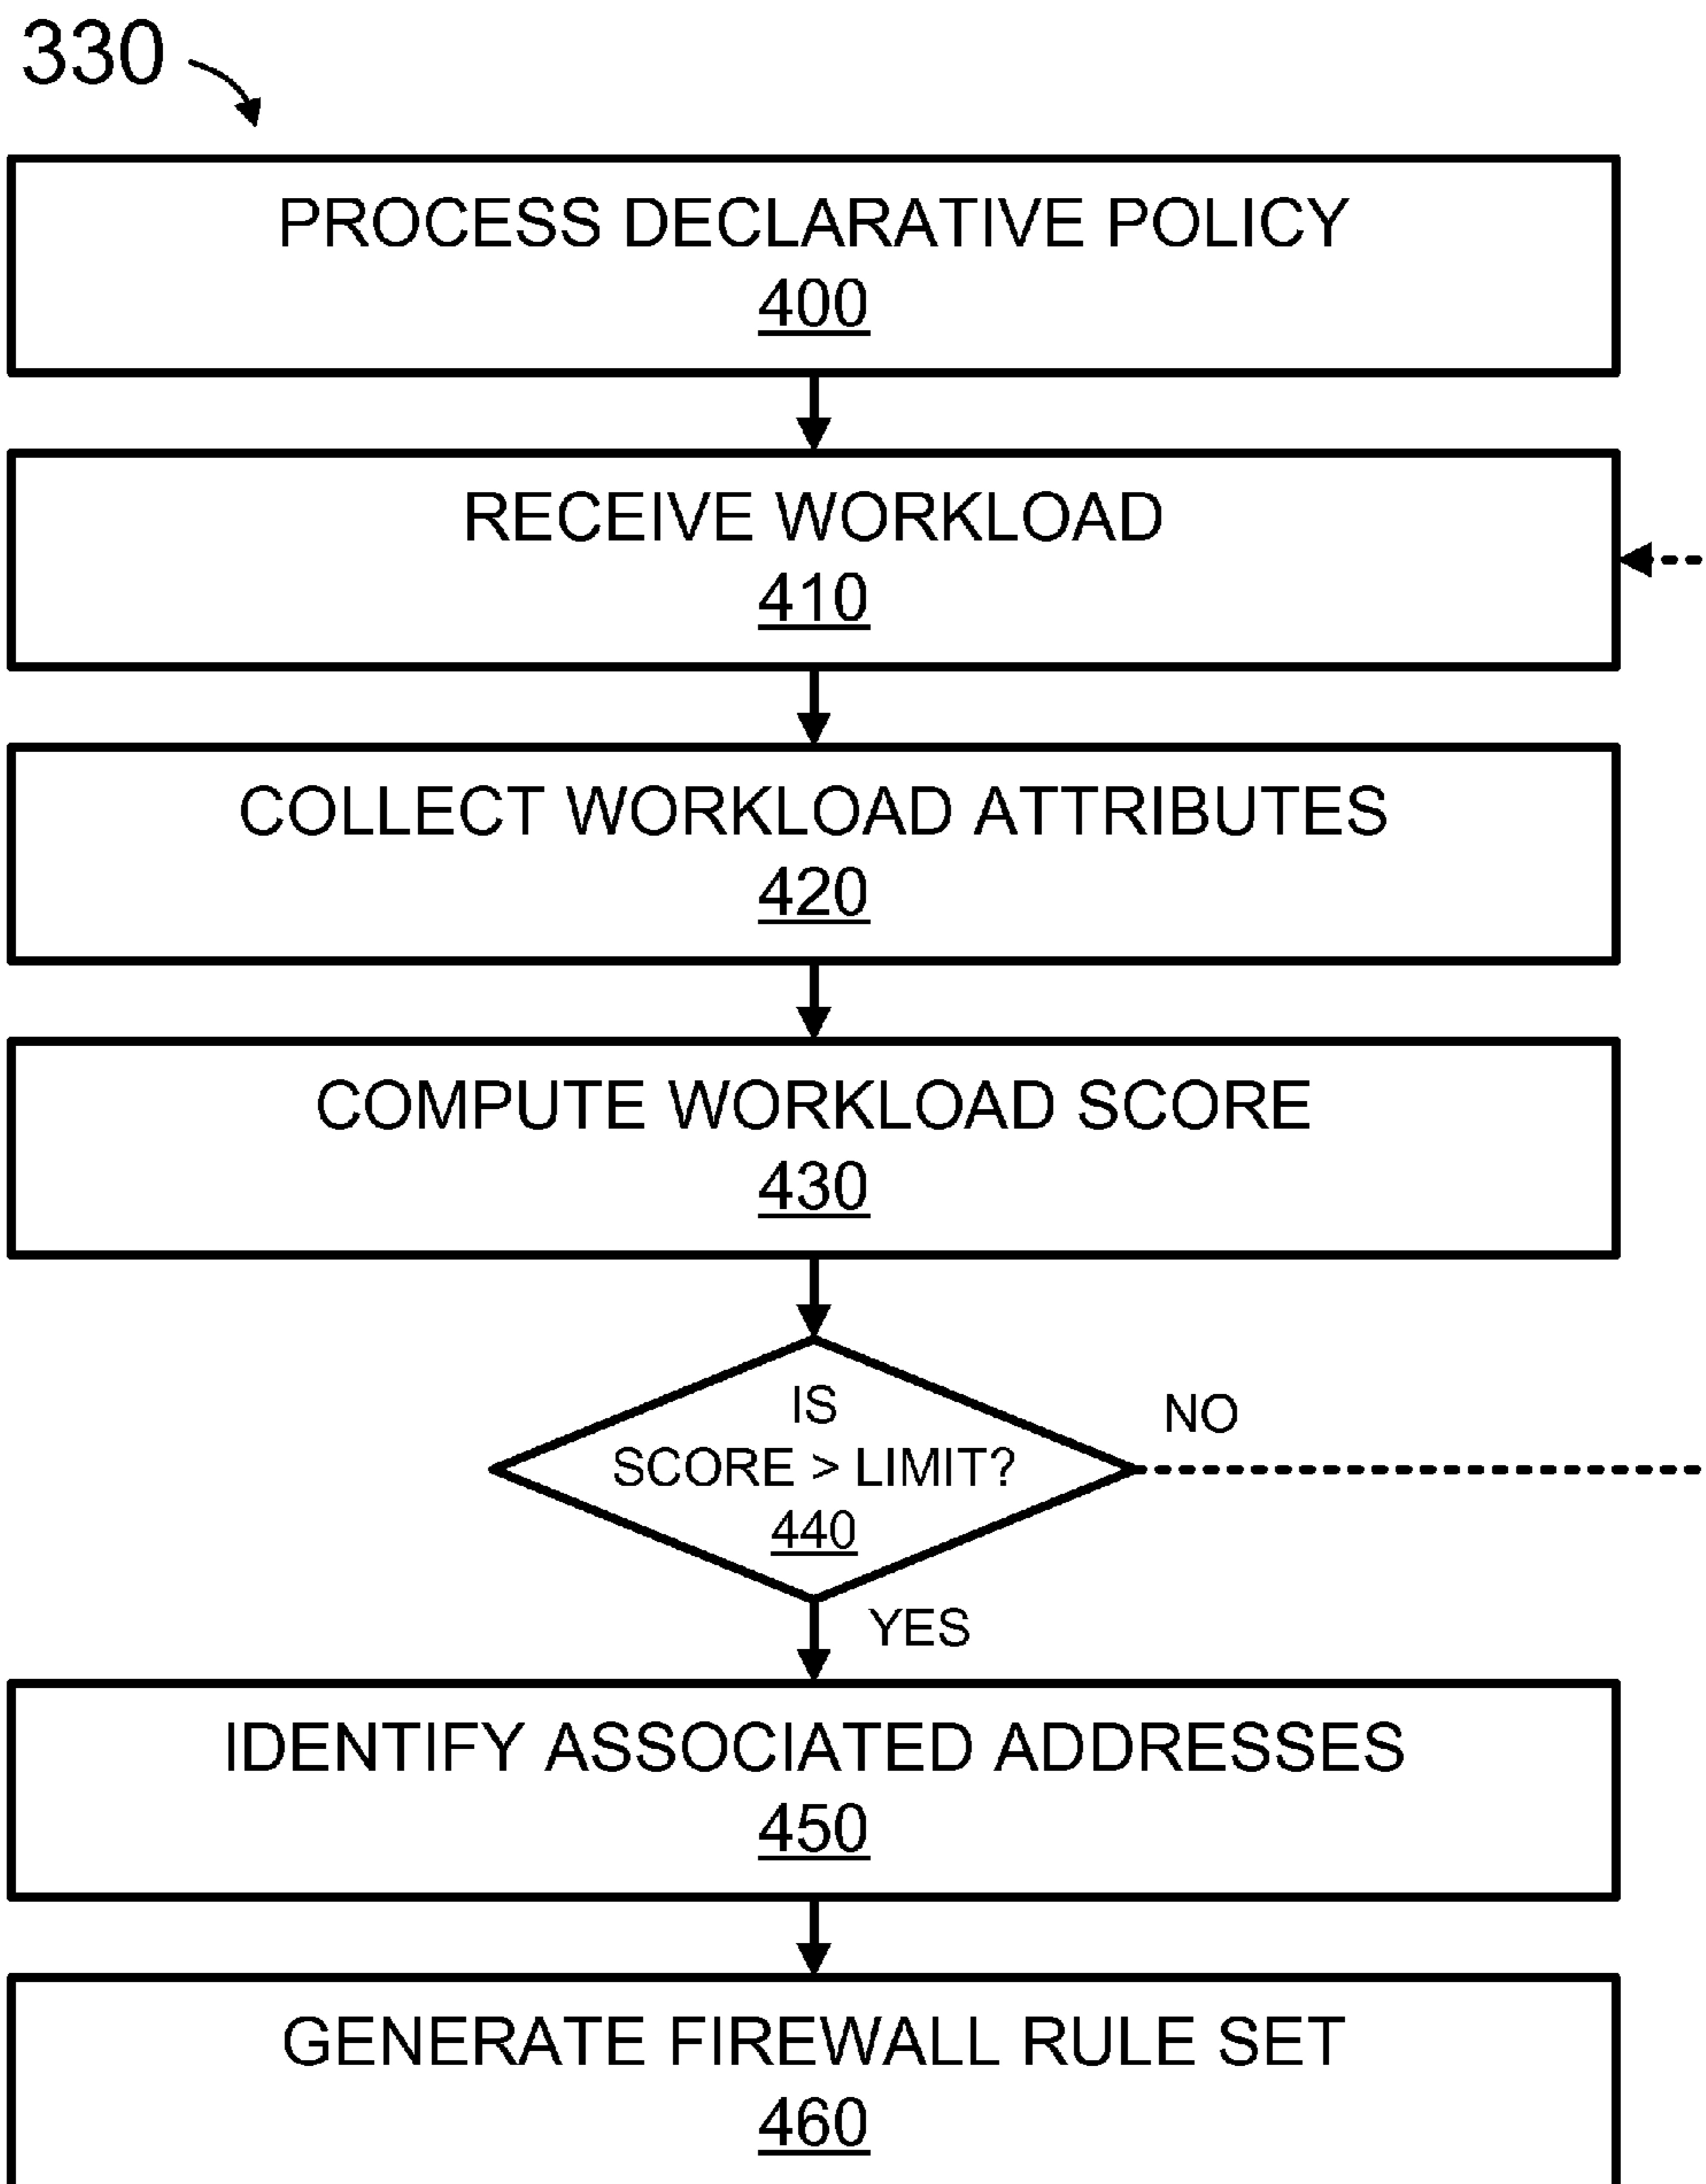 330
PROCESS DECLARATIVE POLICY
400
RECEIVE WORKLOAD
410
COLLECT WORKLOAD ATTRIBUTES
420
COMPUTE WORKLOAD SCORE
430
IS
SCORE > LIMIT?
440
NO
YES
IDENTIFY ASSOCIATED ADDRESSES
450
GENERATE FIREWALL RULE SET
460